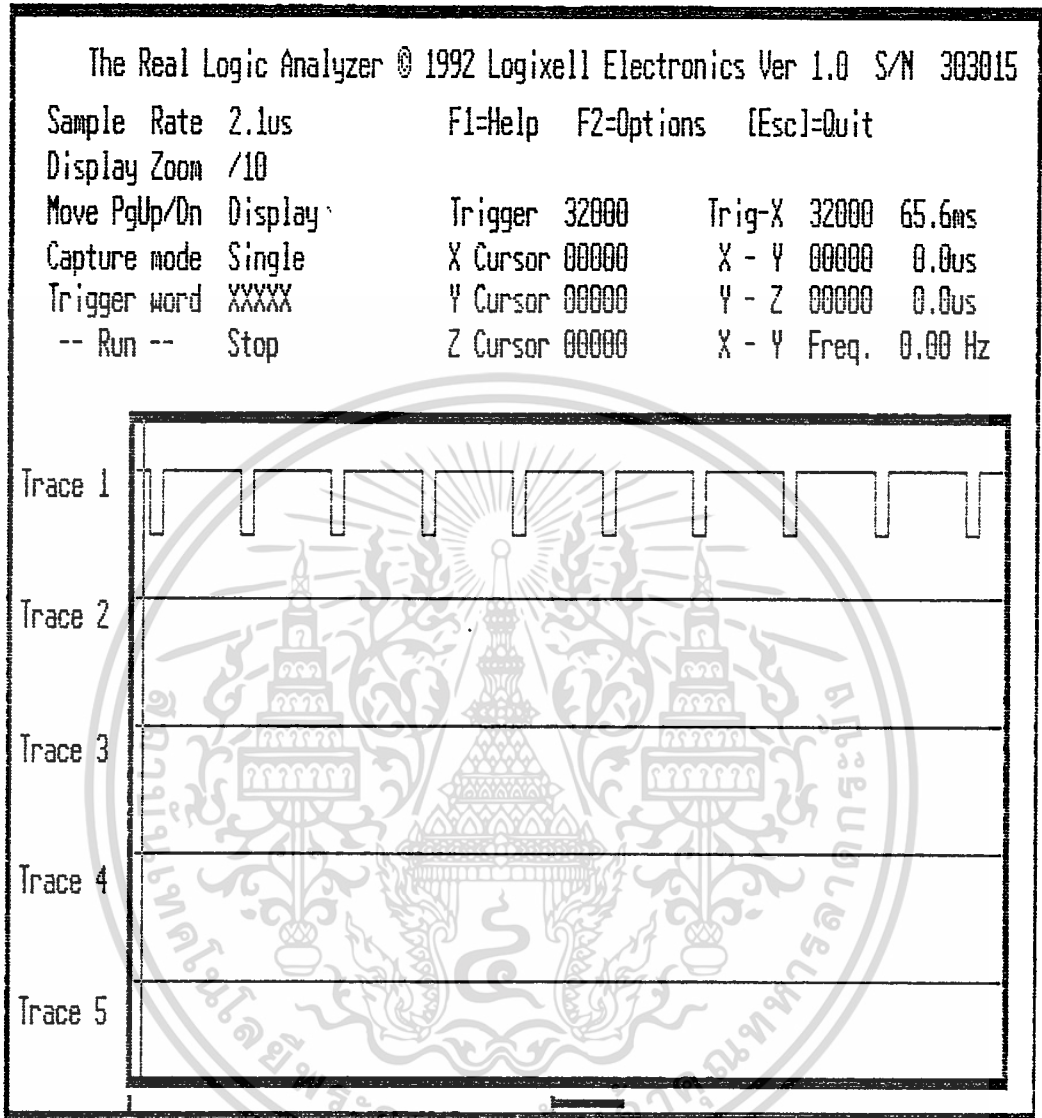 The Real Logic Analyzer © 1992 Logixell Electronics Ver 1.0 S/N 303015
Sample Rate 2.1us F1=Help F2=Options [Esc]=Quit
Display Zoom /10
Move PgUp/Dn Display Trigger 32000 Trig-X 32000 65.6ms
Capture mode Single X Cursor 00000 X - Y 00000 0.0us
Trigger word XXXXX Y Cursor 00000 Y - Z 00000 0.0us
-- Run -- Stop Z Cursor 00000 X - Y Freq. 0.00 Hz
Trace 1
Trace 2
Trace 3
Trace 4
Trace 5